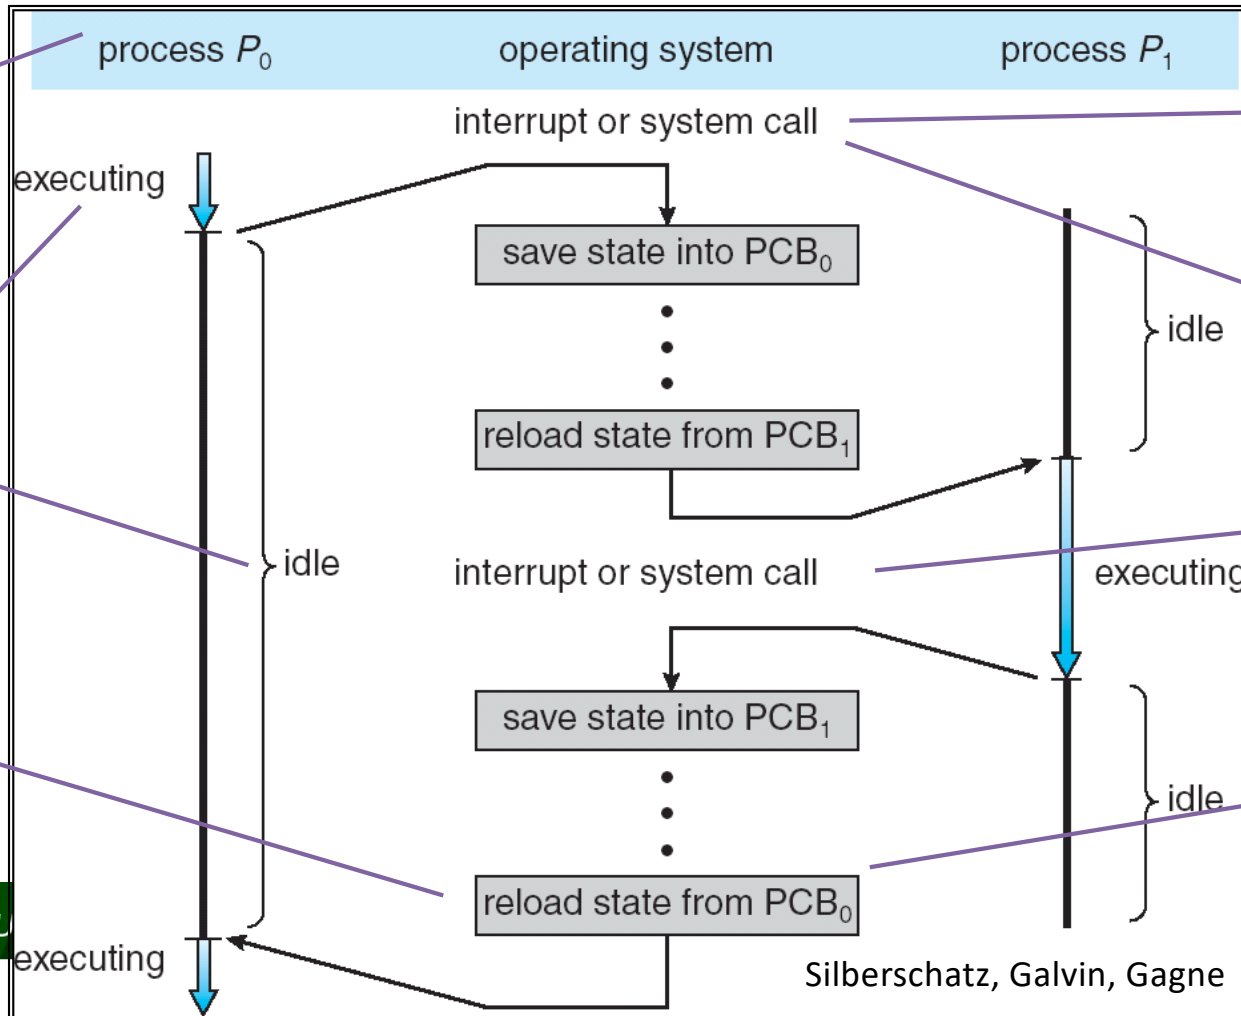 process P₀ operating system process P₁
interrupt or system call
executing
save state into PCB₀
idle
reload state from PCB₁
idle
interrupt or system call
executing
save state into PCB₁
idle
reload state from PCB₀
executing
Silberschatz, Galvin, Gagne